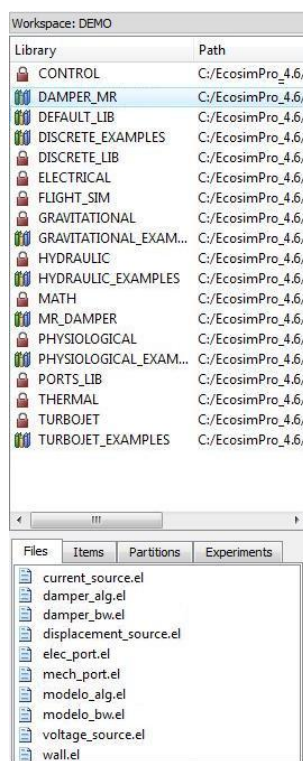 Workspace: DEMO
Library Path
CONTROL C:/EcosimPro_4.6/
DAMPER_MR C:/EcosimPro_4.6/
DEFAULT_LIB C:/EcosimPro_4.6/
DISCRETE_EXAMPLES C:/EcosimPro_4.6/
DISCRETE_LIB C:/EcosimPro_4.6/
ELECTRICAL C:/EcosimPro_4.6/
FLIGHT_SIM C:/EcosimPro_4.6/
GRAVITATIONAL C:/EcosimPro_4.6/
GRAVITATIONAL_EXAM... C:/EcosimPro_4.6/
HYDRAULIC C:/EcosimPro_4.6/
HYDRAULIC_EXAMPLES C:/EcosimPro_4.6/
MATH C:/EcosimPro_4.6/
MR_DAMPER C:/EcosimPro_4.6/
PHYSIOLOGICAL C:/EcosimPro_4.6/
PHYSIOLOGICAL_EXAM... C:/EcosimPro_4.6/
PORTS_LIB C:/EcosimPro_4.6/
THERMAL C:/EcosimPro_4.6/
TURBOJET C:/EcosimPro_4.6/
TURBOJET_EXAMPLES C:/EcosimPro_4.6/
Files Items Partitions Experiments
current_source.el
damper_alg.el
damper_bw.el
displacement_source.el
elec_port.el
mech_port.el
modelo_alg.el
modelo_bw.el
voltage_source.el
wall.el